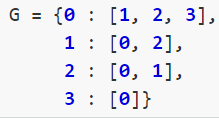 G = {0 : [1, 2, 3],
1 : [0, 2],
2 : [0, 1],
3 : [0]}